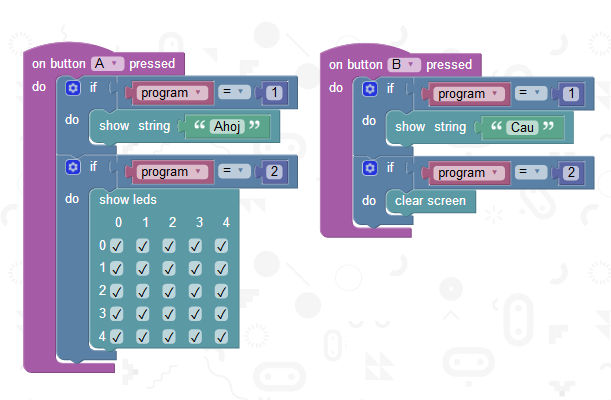 on button A pressed
do if program = 1
do show string “ Ahoj ”
if program = 2
do show leds
0 1 2 3 4
0
1
2
3
4
on button B pressed
do if program = 1
do show string “ Cau ”
if program = 2
do clear screen